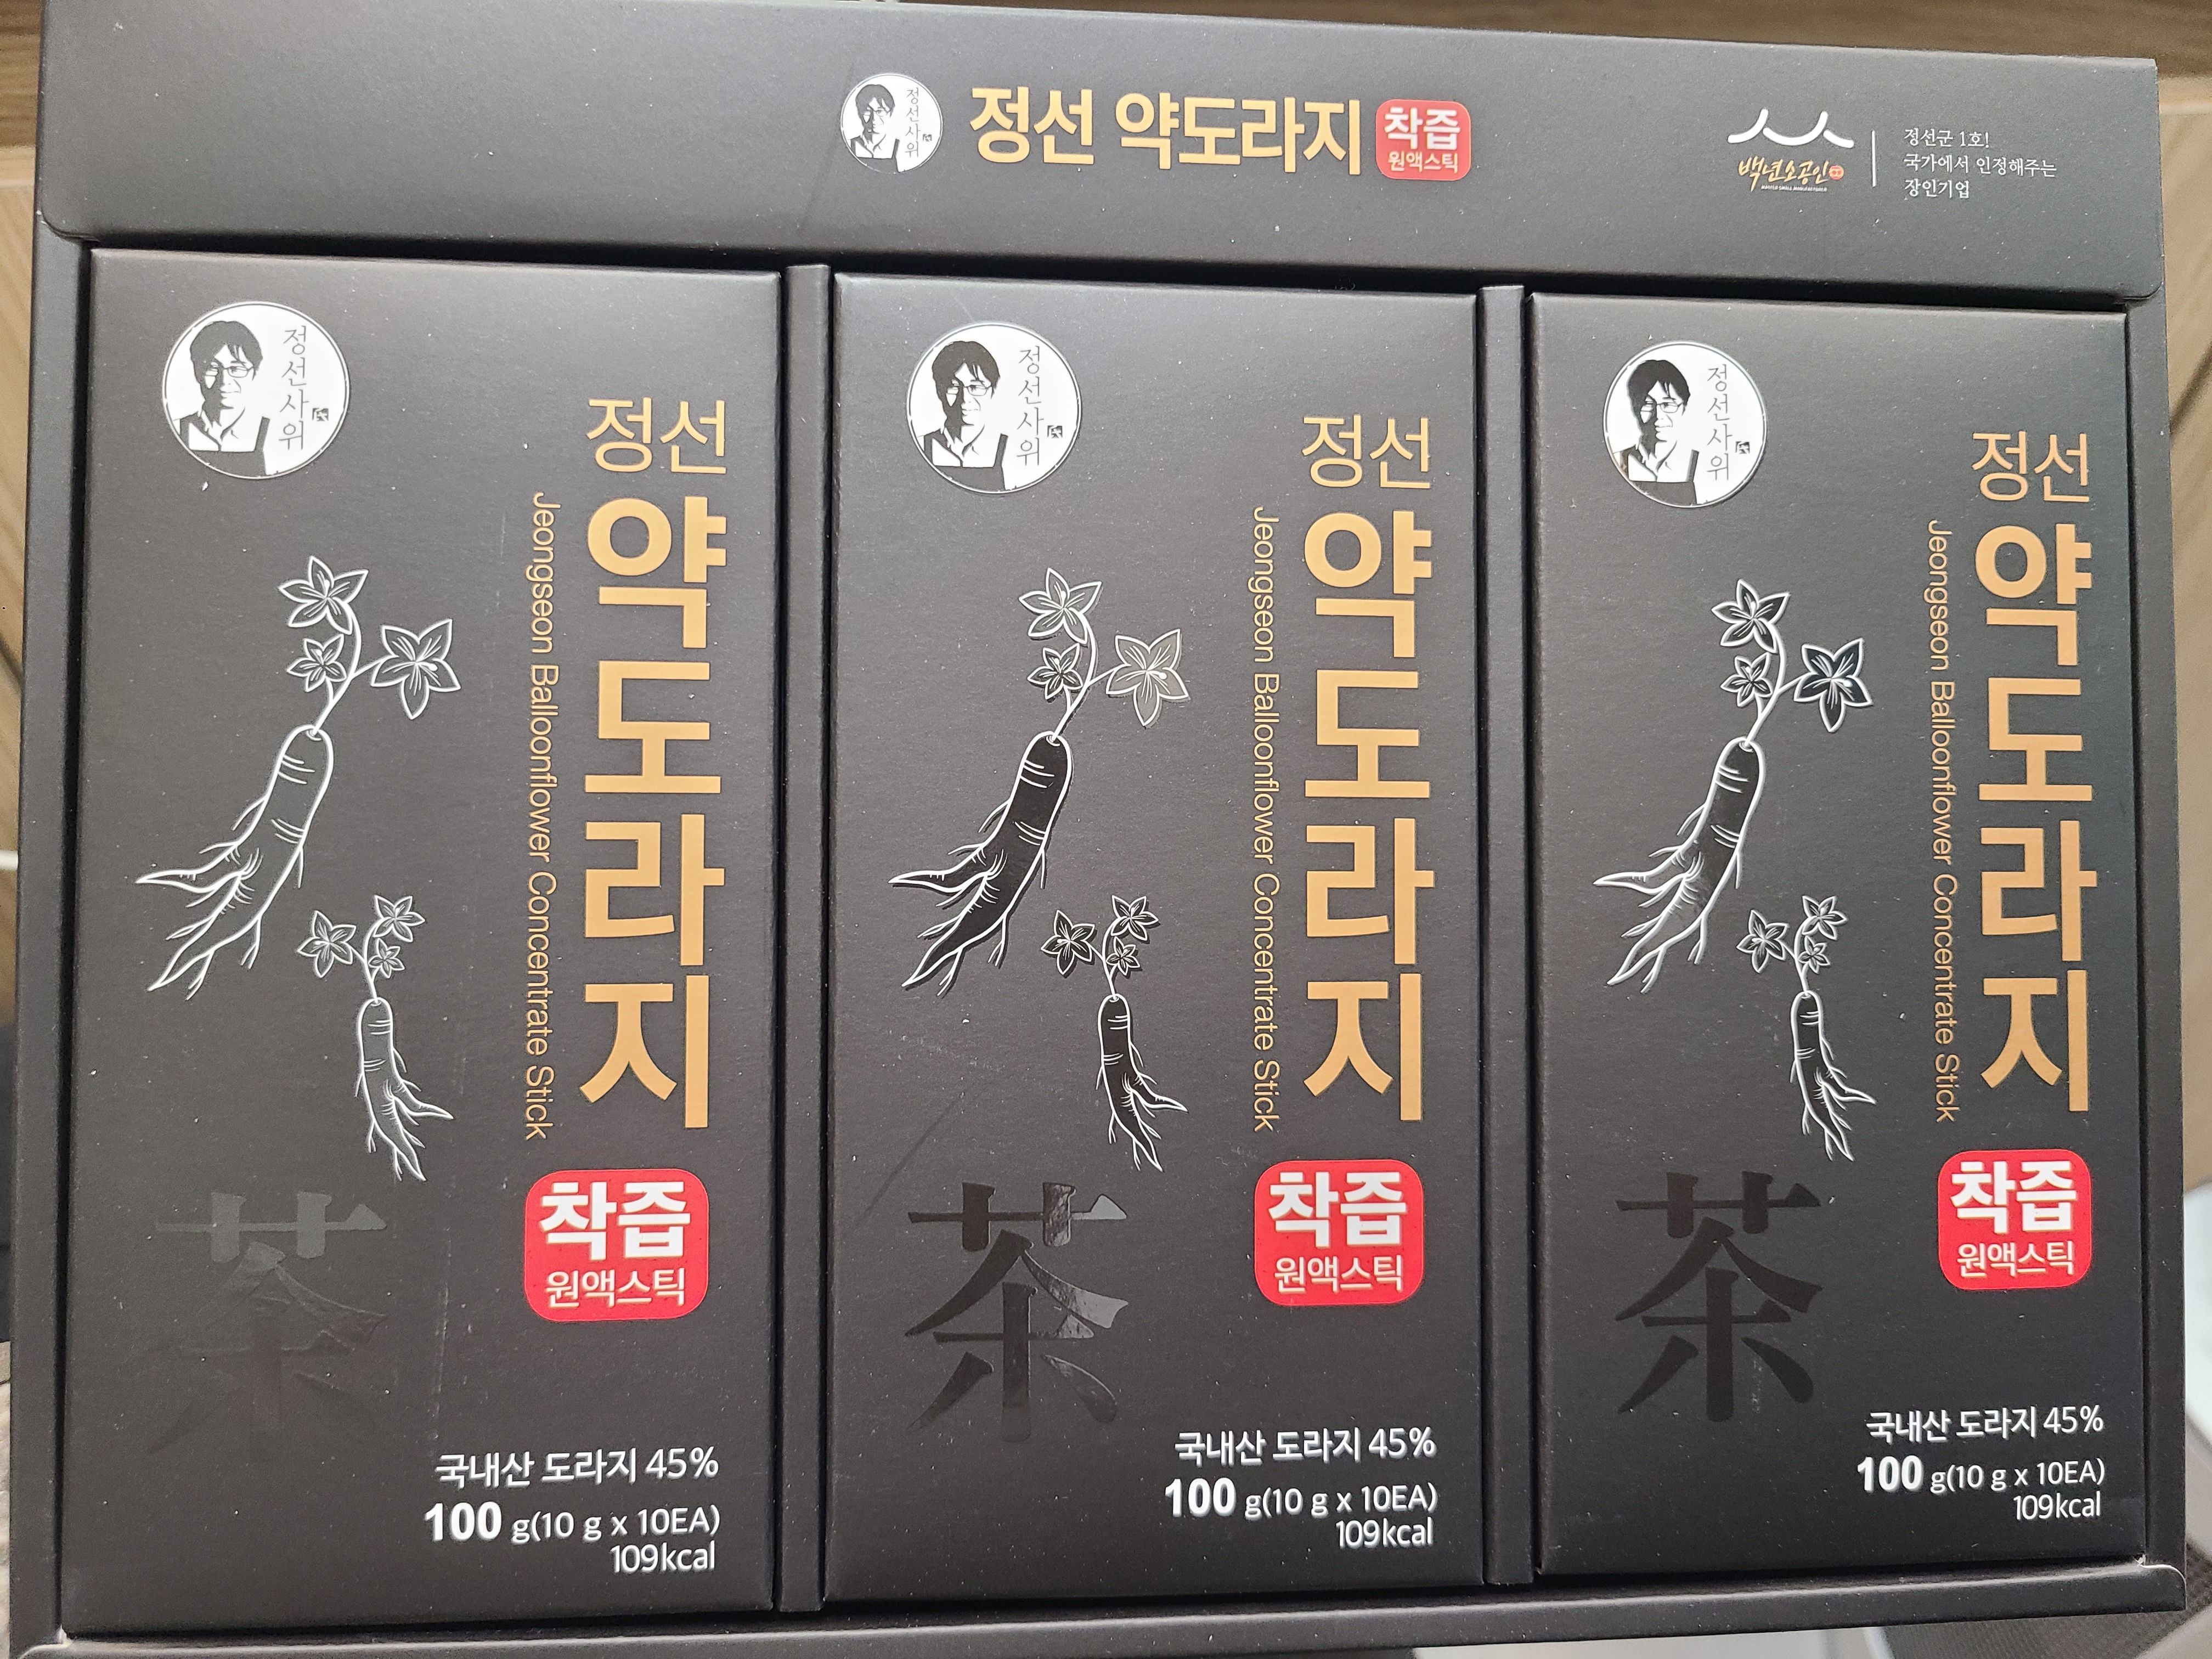 정선사위
정선 약도라지
착즙
원액스틱
백년소공인
정선군 1호!
국가에서 인정해주는
장인기업
정선사위
정선
약도라지
Jeongseon Balloonflower Concentrate Stick
착즙
원액스틱
茶
국내산 도라지 45%
100 g(10 g x 10EA)
109kcal
정선사위
정선
약도라지
Jeongseon Balloonflower Concentrate Stick
착즙
원액스틱
茶
국내산 도라지 45%
100 g(10 g x 10EA)
109kcal
정선사위
정선
약도라지
Jeongseon Balloonflower Concentrate Stick
착즙
원액스틱
茶
국내산 도라지 45%
100 g(10 g x 10EA)
109kcal